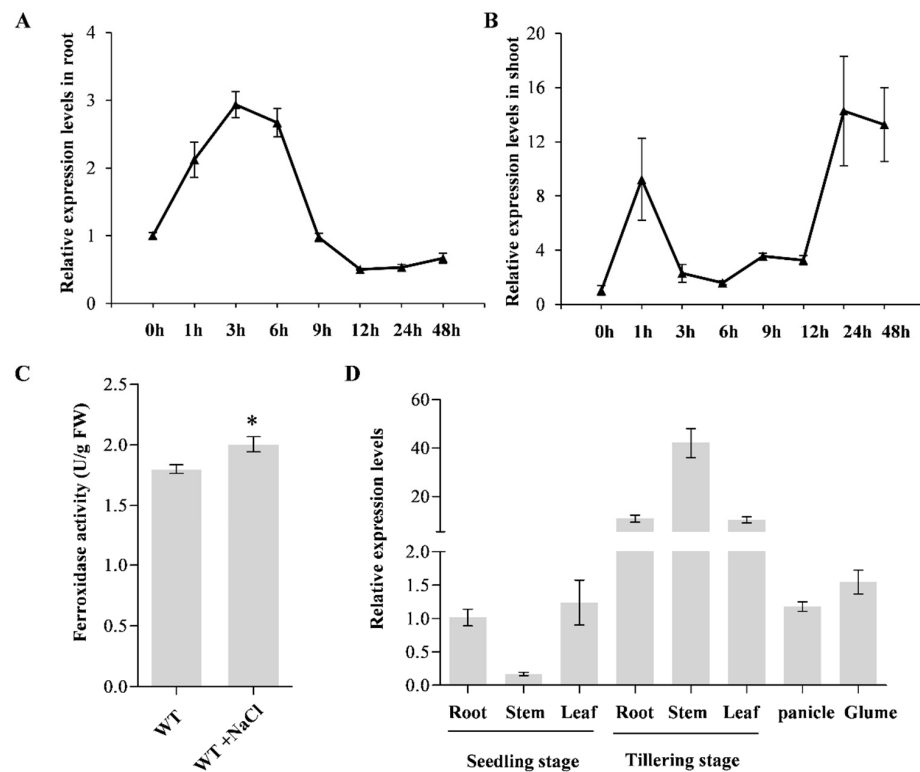 A
Relative expression levels in root
4
3
2
1
0
0h 1h 3h 6h 9h 12h 24h 48h
B
Relative expression levels in shoot
20
16
12
8
4
0
0h 1h 3h 6h 9h 12h 24h 48h
C
Ferroxidase activity (U/g FW)
2.5
2.0
1.5
1.0
0.5
0.0
*
WT
WT +NaCl
D
Relative expression levels
60
40
20
2.0
1.5
1.0
0.5
0.0
Root Stem Leaf Root Stem Leaf panicle Glume
Seedling stage Tillering stage